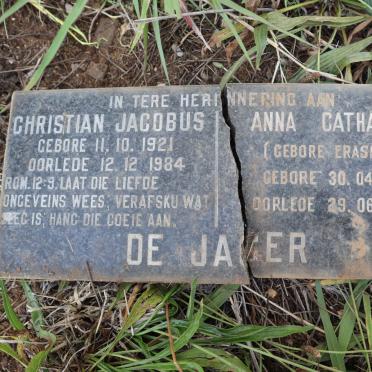 IN TERE HERINNERING AAN
CHRISTIAN JACOBUS ANNA CATHA
GEBORE 11. 10. 1921 ( GEBORE ERAS
OORLEDE 12. 12 1984 GEBORE 30. 04
ROM. 12-9. LAAT DIE LIEFDE OORLEDE 29. 06
ONGEVEINS WEES; VERAFSKU WAT
SLEG IS; HANG DIE GOEIE AAN.
DE JAGER